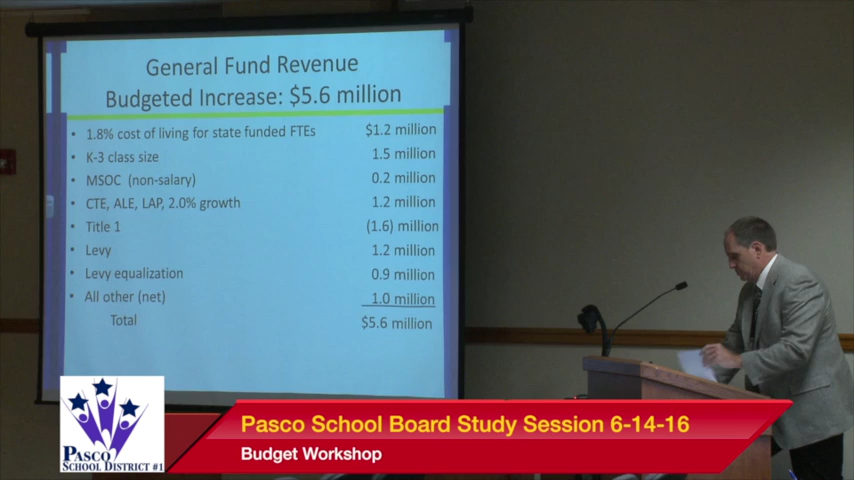 General Fund Revenue
Budgeted Increase: $5.6 million
• 1.8% cost of living for state funded FTEs $1.2 million
• K-3 class size 1.5 million
• MSOC (non-salary) 0.2 million
• CTE, ALE, LAP, 2.0% growth 1.2 million
• Title 1 (1.6) million
• Levy 1.2 million
• Levy equalization 0.9 million
• All other (net) 1.0 million
Total $5.6 million
Pasco School Board Study Session 6-14-16
Budget Workshop
PASCO
SCHOOL DISTRICT #1